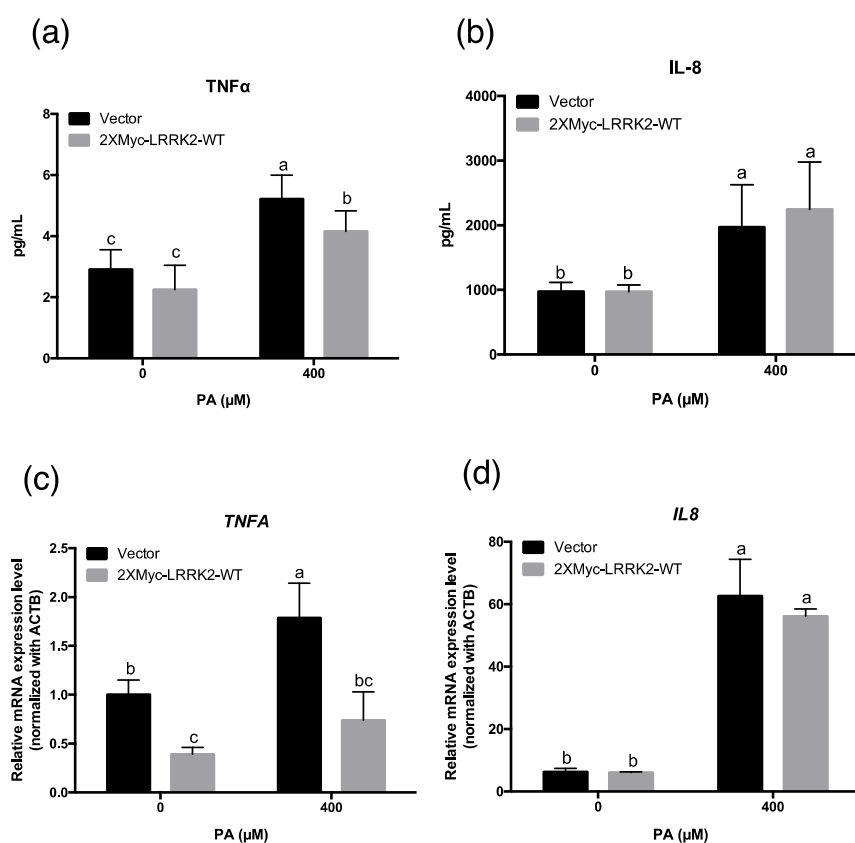 (a)
TNFα
Vector
2XMyc-LRRK2-WT
pg/mL
8
6
4
2
0
c
c
a
b
0
400
PA (μM)
(b)
IL-8
Vector
2XMyc-LRRK2-WT
pg/mL
4000
3000
2000
1000
0
b
b
a
a
0
400
PA (μM)
(c)
TNFA
Vector
2XMyc-LRRK2-WT
Relative mRNA expression level
(normalized with ACTB)
2.5
2.0
1.5
1.0
0.5
0.0
b
c
a
bc
0
400
PA (μM)
(d)
IL8
Vector
2XMyc-LRRK2-WT
Relative mRNA expression level
(normalized with ACTB)
80
60
40
20
0
b
b
a
a
0
400
PA (μM)